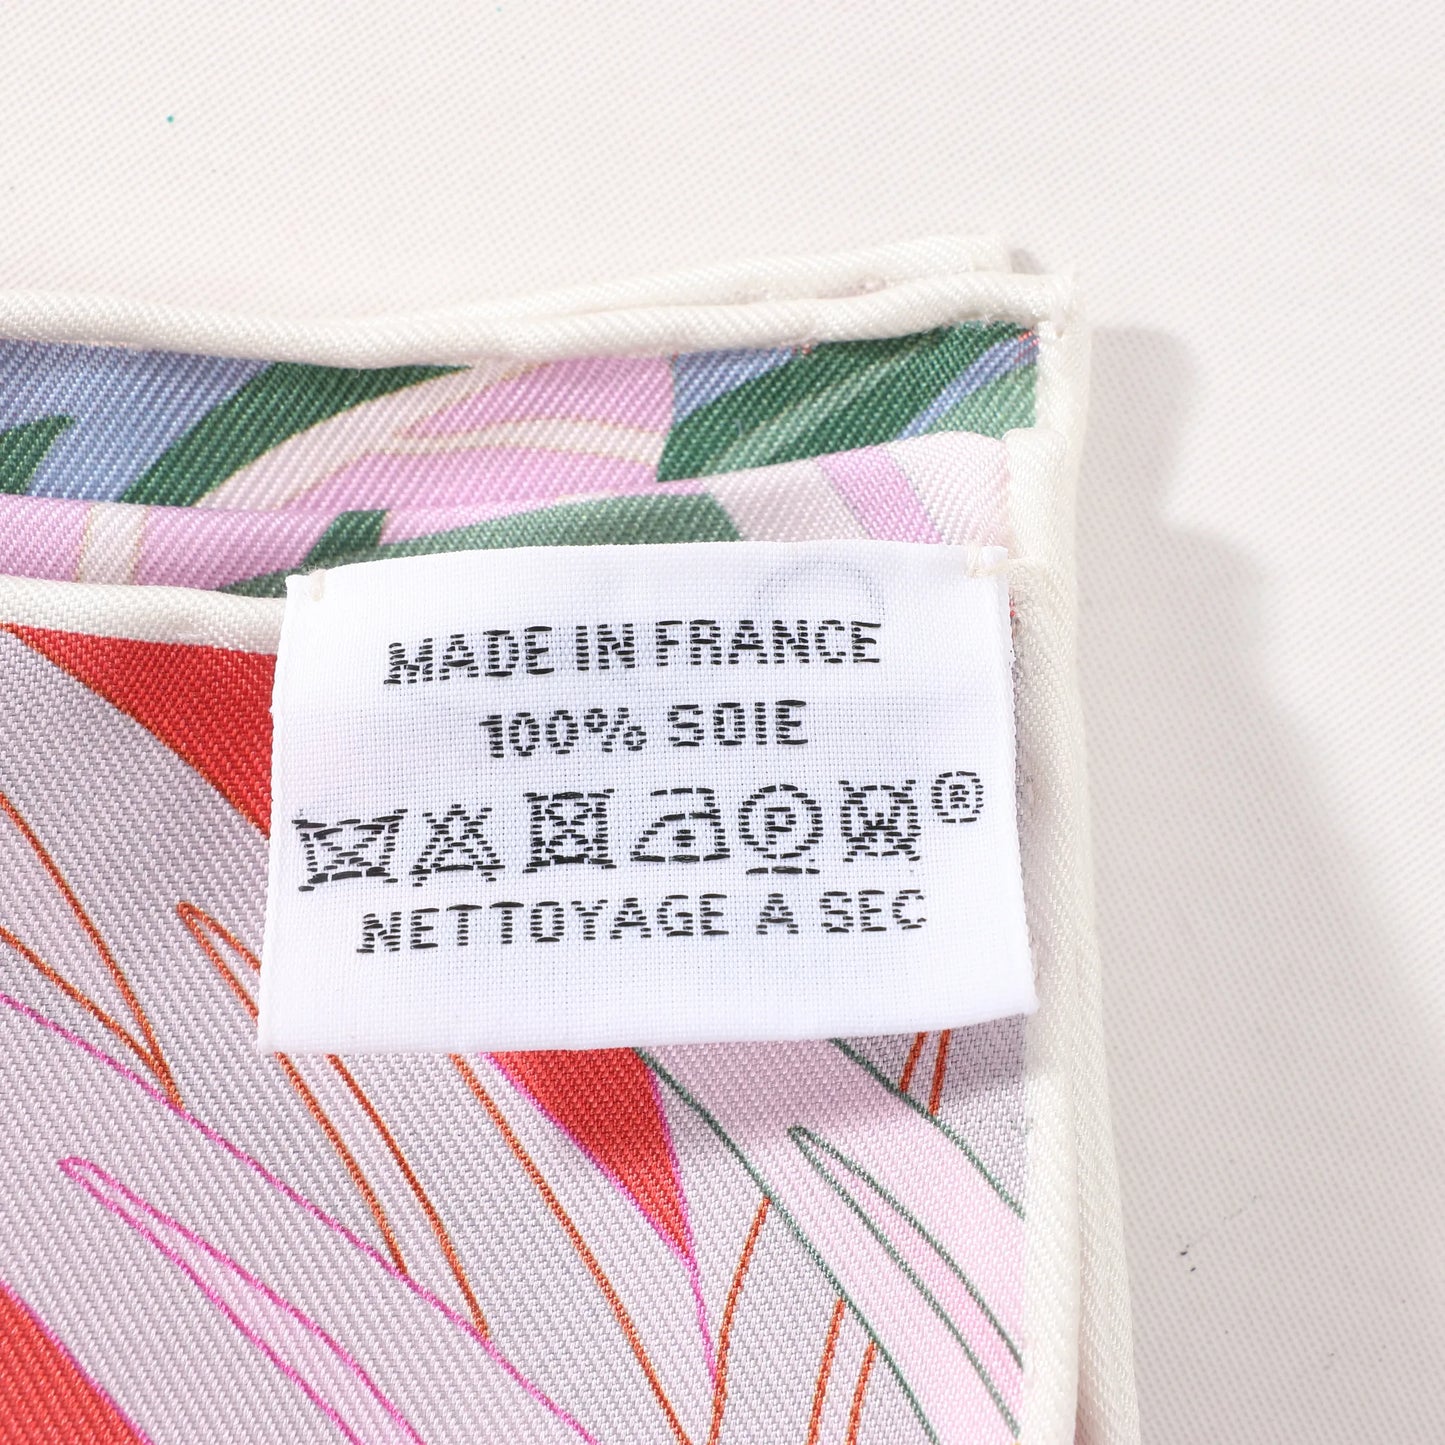 MADE IN FRANCE
100% SOIE
P W ®
NETTOYAGE A SEC